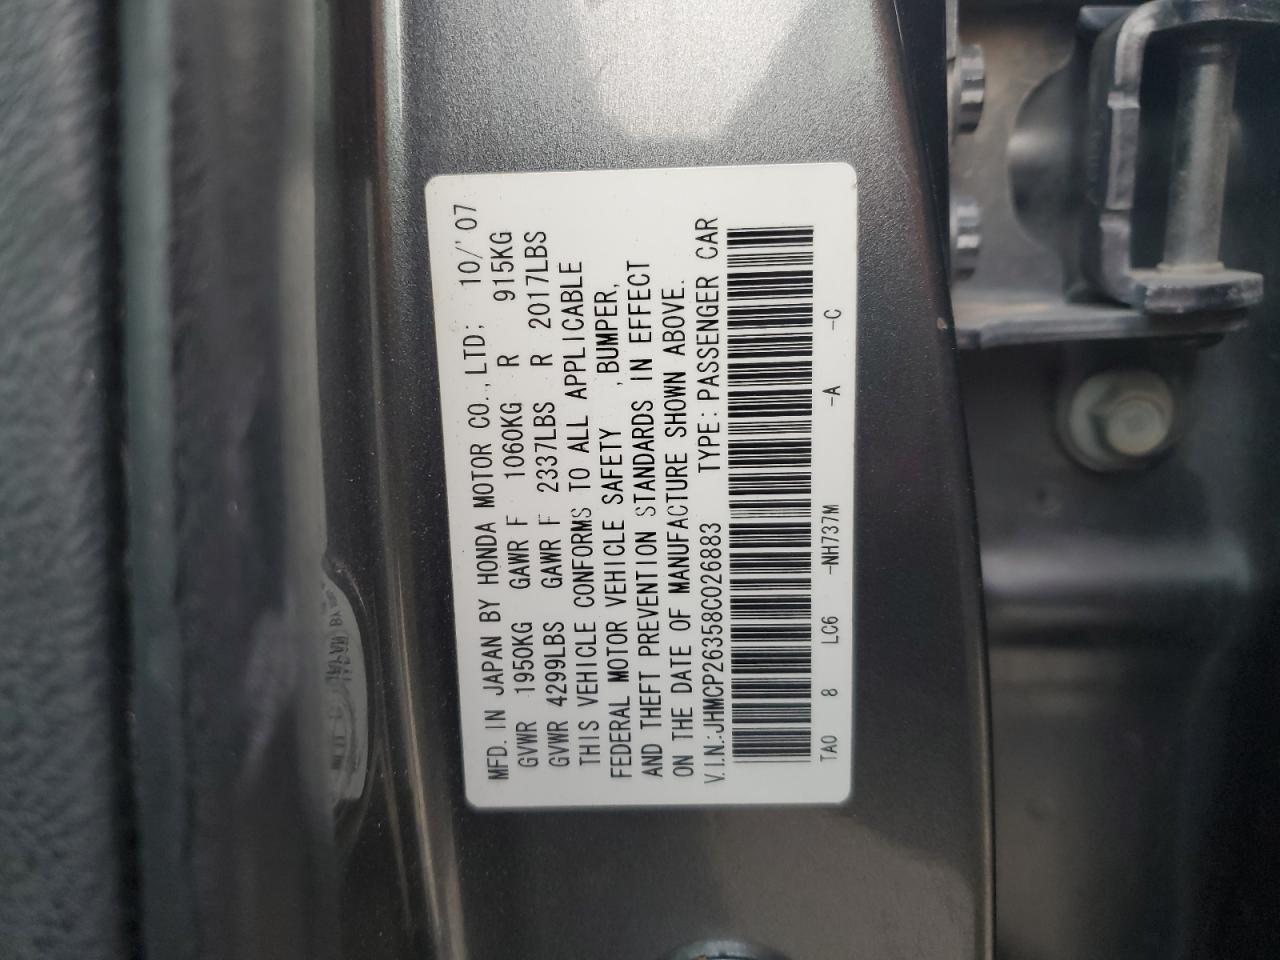 MFD. IN JAPAN BY HONDA MOTOR CO., LTD; 10/'07
GVWR 1950KG GAWR F 1060KG R 915KG
GVWR 4299LBS GAWR F 2337LBS R 2017LBS
THIS VEHICLE CONFORMS TO ALL APPLICABLE
FEDERAL MOTOR VEHICLE SAFETY ,BUMPER,
AND THEFT PREVENTION STANDARDS IN EFFECT
ON THE DATE OF MANUFACTURE SHOWN ABOVE.
V.I.N.:JHMCP26358C026883 TYPE: PASSENGER CAR
TA0 8 LC6 -NH737M -A -C